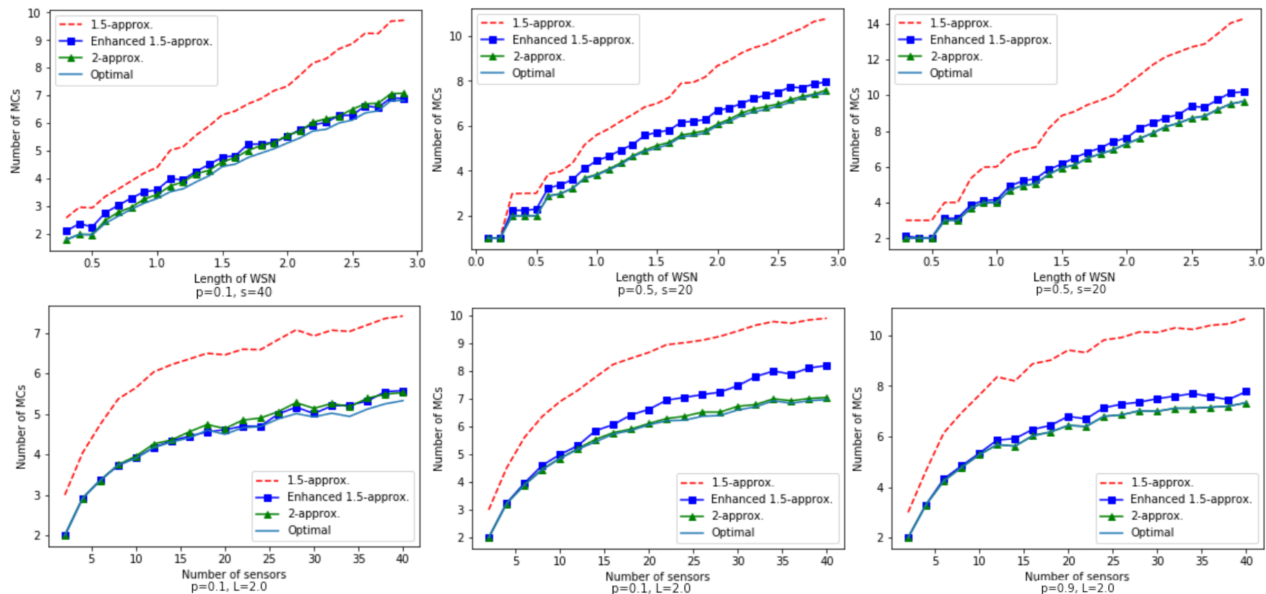 10
9
8
7
6
5
4
3
2
Number of MCs
1.5-approx.
Enhanced 1.5-approx.
2-approx.
Optimal
0.5
1.0
1.5
2.0
2.5
3.0
Length of WSN
p=0.1, s=40
10
8
6
4
2
Number of MCs
1.5-approx.
Enhanced 1.5-approx.
2-approx.
Optimal
0.0
0.5
1.0
1.5
2.0
2.5
3.0
Length of WSN
p=0.5, s=20
14
12
10
8
6
4
2
Number of MCs
1.5-approx.
Enhanced 1.5-approx.
2-approx.
Optimal
0.5
1.0
1.5
2.0
2.5
3.0
Length of WSN
p=0.5, s=20
7
6
5
4
3
2
Number of MCs
1.5-approx.
Enhanced 1.5-approx.
2-approx.
Optimal
5
10
15
20
25
30
35
40
Number of sensors
p=0.1, L=2.0
10
9
8
7
6
5
4
3
2
Number of MCs
1.5-approx.
Enhanced 1.5-approx.
2-approx.
Optimal
5
10
15
20
25
30
35
40
Number of sensors
p=0.1, L=2.0
10
8
6
4
2
Number of MCs
1.5-approx.
Enhanced 1.5-approx.
2-approx.
Optimal
5
10
15
20
25
30
35
40
Number of sensors
p=0.9, L=2.0